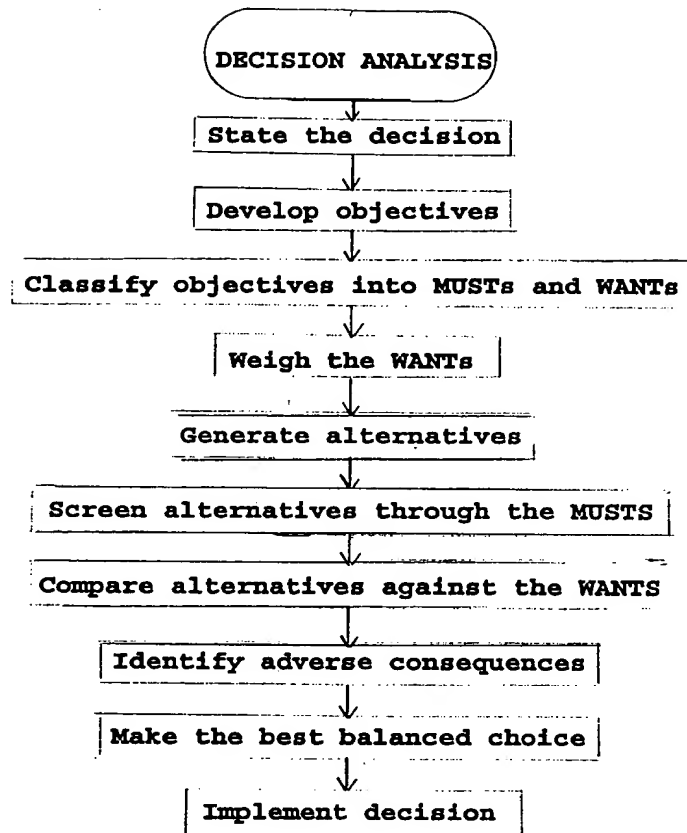 DECISION ANALYSIS
State the decision
Develop objectives
Classify objectives into MUSTs and WANTs
Weigh the WANTs
Generate alternatives
Screen alternatives through the MUSTS
Compare alternatives against the WANTS
Identify adverse consequences
Make the best balanced choice
Implement decision